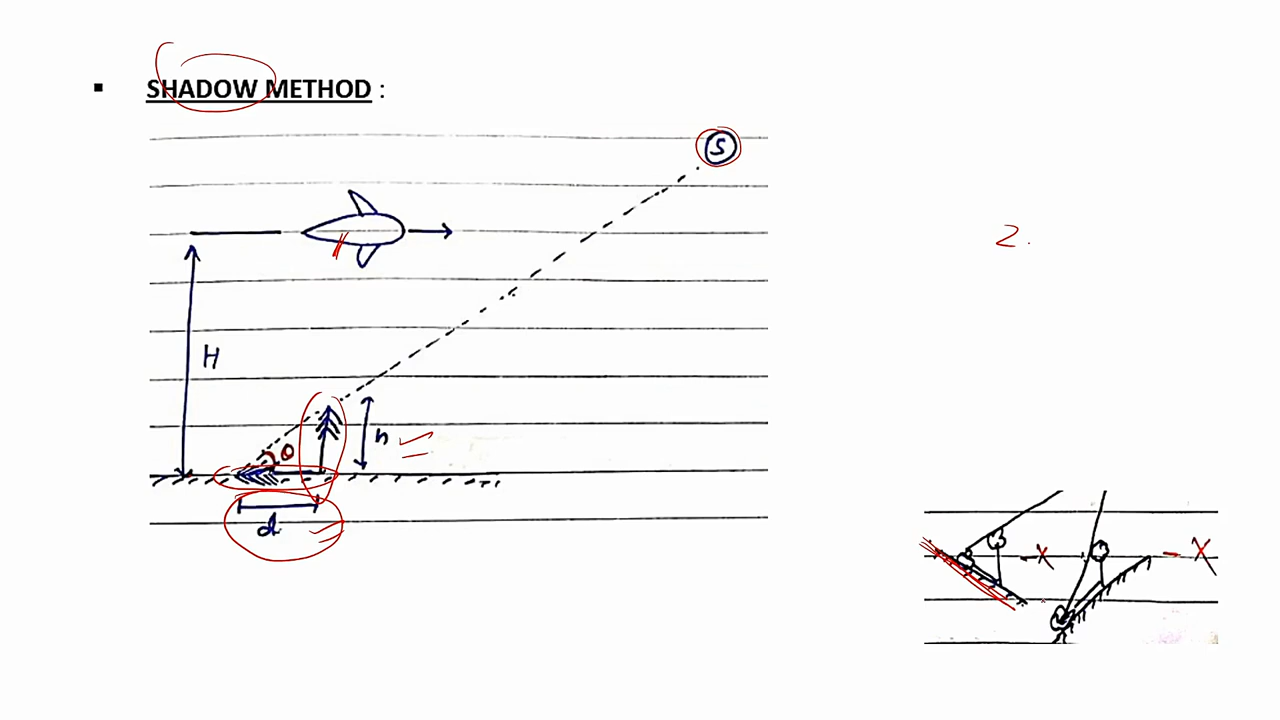 ▪ SHADOW METHOD :
S
H
θ
h
d
2.
- X
- X